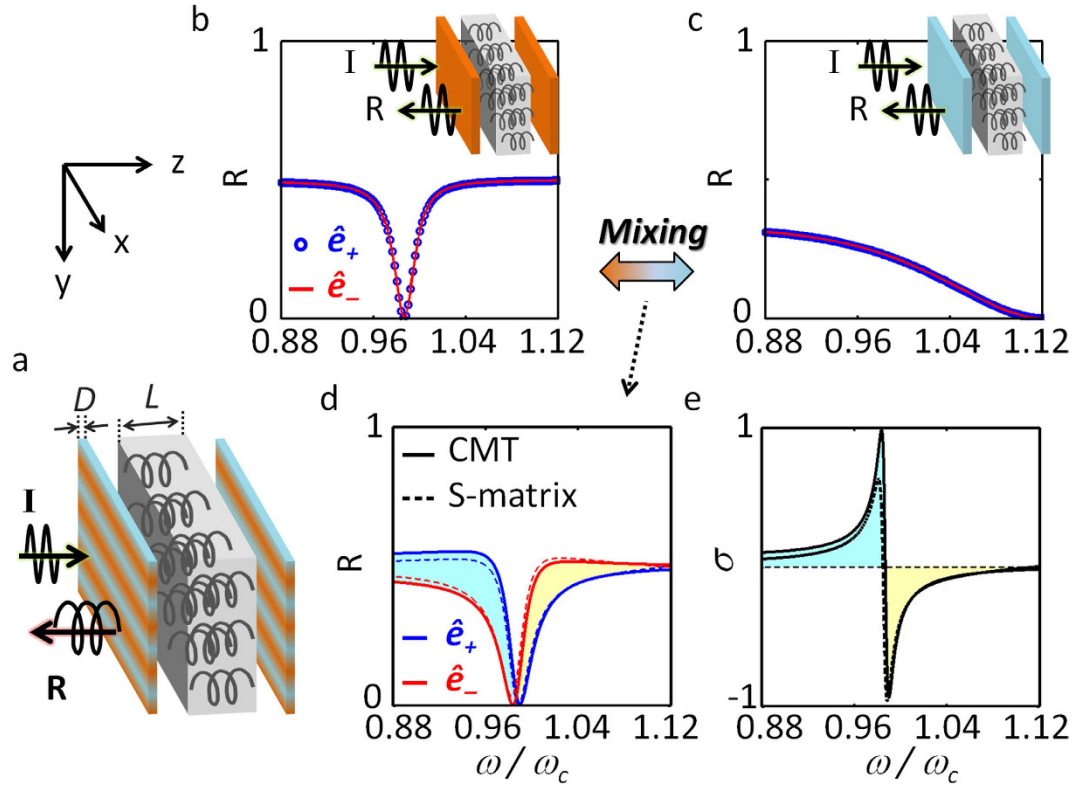 b
1
I
R
R
ê₊
ê₋
0
0.88 0.96 1.04 1.12
c
1
I
R
R
0
0.88 0.96 1.04 1.12
Mixing
z
x
y
a
D
L
I
R
d
1
CMT
S-matrix
R
ê₊
ê₋
0
0.88 0.96 1.04 1.12
ω / ω_c
e
1
σ
-1
0.88 0.96 1.04 1.12
ω / ω_c